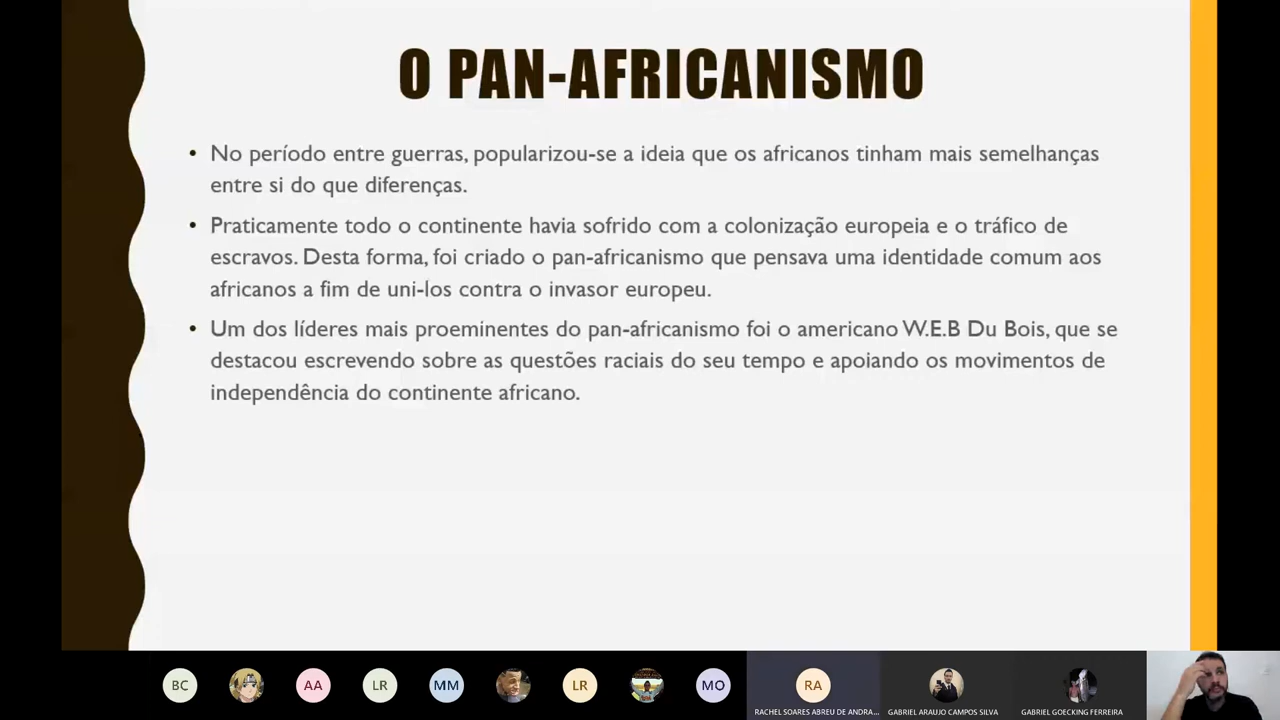 O PAN-AFRICANISMO
• No período entre guerras, popularizou-se a ideia que os africanos tinham mais semelhanças
entre si do que diferenças.
• Praticamente todo o continente havia sofrido com a colonização europeia e o tráfico de
escravos. Desta forma, foi criado o pan-africanismo que pensava uma identidade comum aos
africanos a fim de uni-los contra o invasor europeu.
• Um dos líderes mais proeminentes do pan-africanismo foi o americano W.E.B Du Bois, que se
destacou escrevendo sobre as questões raciais do seu tempo e apoiando os movimentos de
independência do continente africano.
BC AA LR MM LR MO RA
RACHEL SOARES ABREU DE ANDRA... GABRIEL ARAUJO CAMPOS SILVA GABRIEL GOECKING FERREIRA